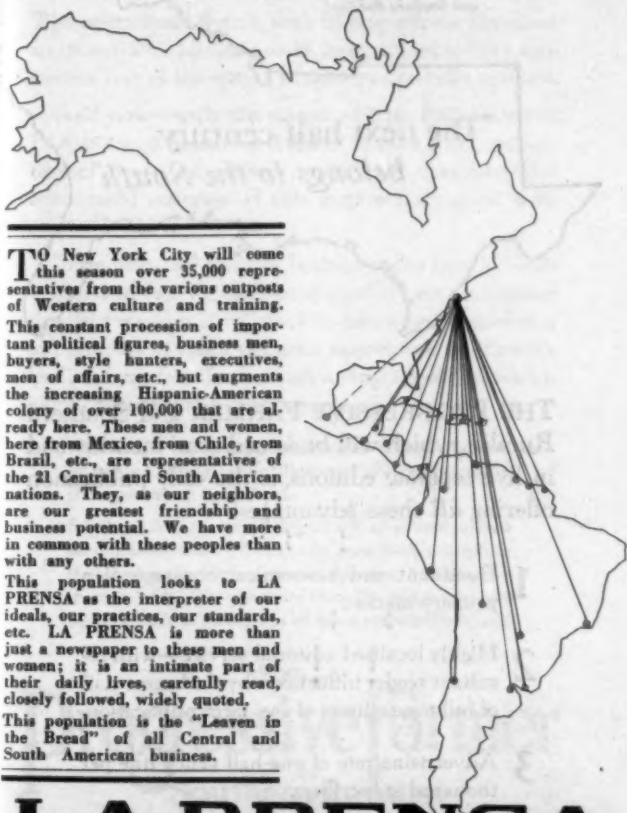 TO New York City will come
this season over 35,000 repre-
sentatives from the various outposts
of Western culture and training.
This constant procession of impor-
tant political figures, business men,
buyers, style hunters, executives,
men of affairs, etc., but augments
the increasing Hispanic-American
colony of over 100,000 that are al-
ready here. These men and women,
here from Mexico, from Chile, from
Brazil, etc., are representatives of
the 21 Central and South American
nations. They, as our neighbors,
are our greatest friendship and
business potential. We have more
in common with these peoples than
with any others.
This population looks to LA
PRENSA as the interpreter of our
ideals, our practices, our standards,
etc. LA PRENSA is more than
just a newspaper to these men and
women; it is an intimate part of
their daily lives, carefully read,
closely followed, widely quoted.
This population is the "Leaven in
the Bread" of all Central and
South American business.
LA PRENSA